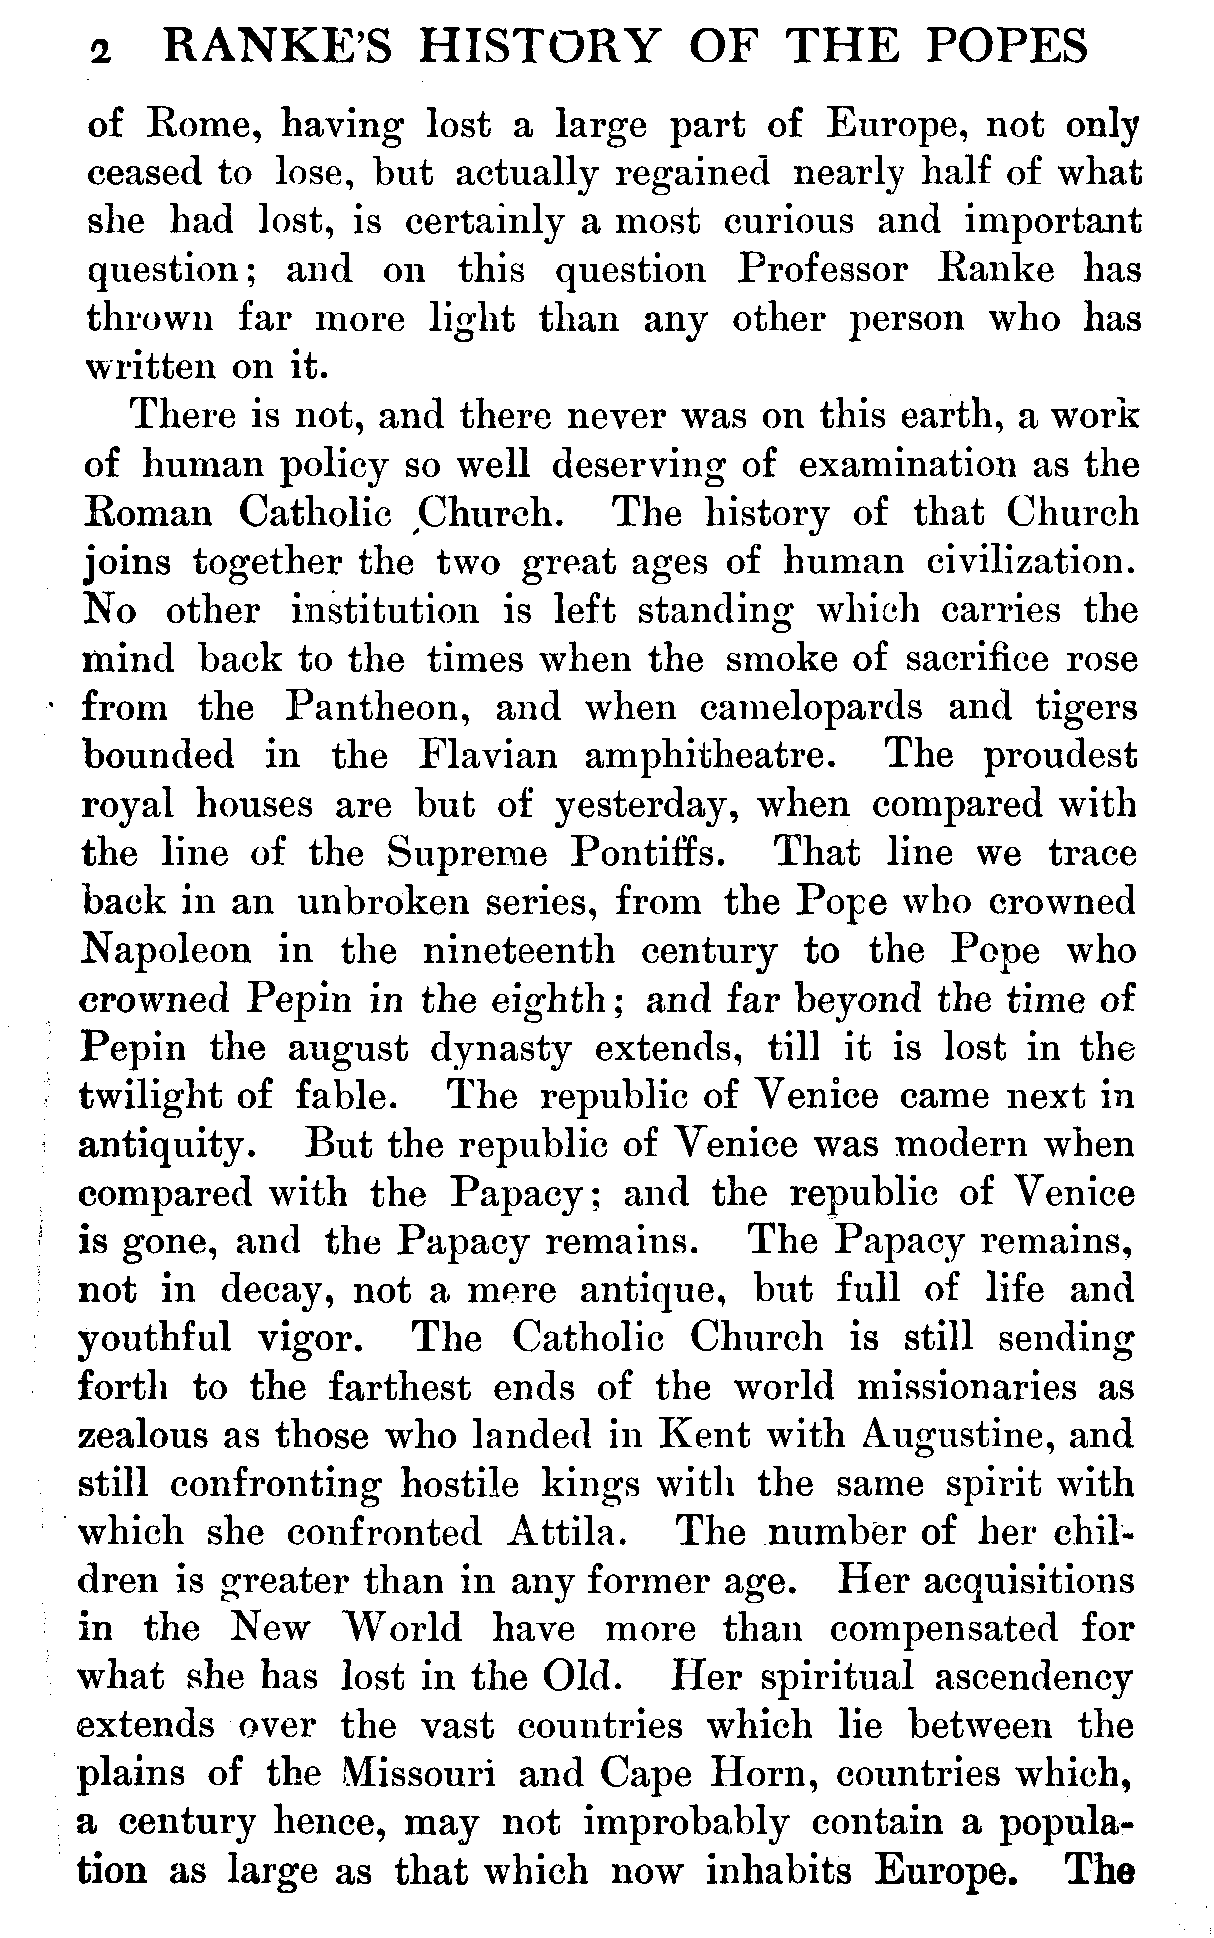 2 RANKE'S HISTORY OF THE POPES
of Rome, having lost a large part of Europe, not only
ceased to lose, but actually regained nearly half of what
she had lost, is certainly a most curious and important
question; and on this question Professor Ranke has
thrown far more light than any other person who has
written on it.
There is not, and there never was on this earth, a work
of human policy so well deserving of examination as the
Roman Catholic Church. The history of that Church
joins together the two great ages of human civilization.
No other institution is left standing which carries the
mind back to the times when the smoke of sacrifice rose
from the Pantheon, and when camelopards and tigers
bounded in the Flavian amphitheatre. The proudest
royal houses are but of yesterday, when compared with
the line of the Supreme Pontiffs. That line we trace
back in an unbroken series, from the Pope who crowned
Napoleon in the nineteenth century to the Pope who
crowned Pepin in the eighth; and far beyond the time of
Pepin the august dynasty extends, till it is lost in the
twilight of fable. The republic of Venice came next in
antiquity. But the republic of Venice was modern when
compared with the Papacy; and the republic of Venice
is gone, and the Papacy remains. The Papacy remains,
not in decay, not a mere antique, but full of life and
youthful vigor. The Catholic Church is still sending
forth to the farthest ends of the world missionaries as
zealous as those who landed in Kent with Augustine, and
still confronting hostile kings with the same spirit with
which she confronted Attila. The number of her chil-
dren is greater than in any former age. Her acquisitions
in the New World have more than compensated for
what she has lost in the Old. Her spiritual ascendency
extends over the vast countries which lie between the
plains of the Missouri and Cape Horn, countries which,
a century hence, may not improbably contain a popula-
tion as large as that which now inhabits Europe. The